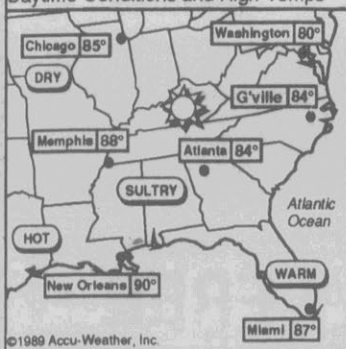 Daytime Conditions and High Temps
Chicago 85°
Washington 80°
DRY
G'ville 84°
Memphis 88°
Atlanta 84°
SULTRY
Atlantic
Ocean
HOT
WARM
New Orleans 90°
Miami 87°
©1989 Accu-Weather, Inc.